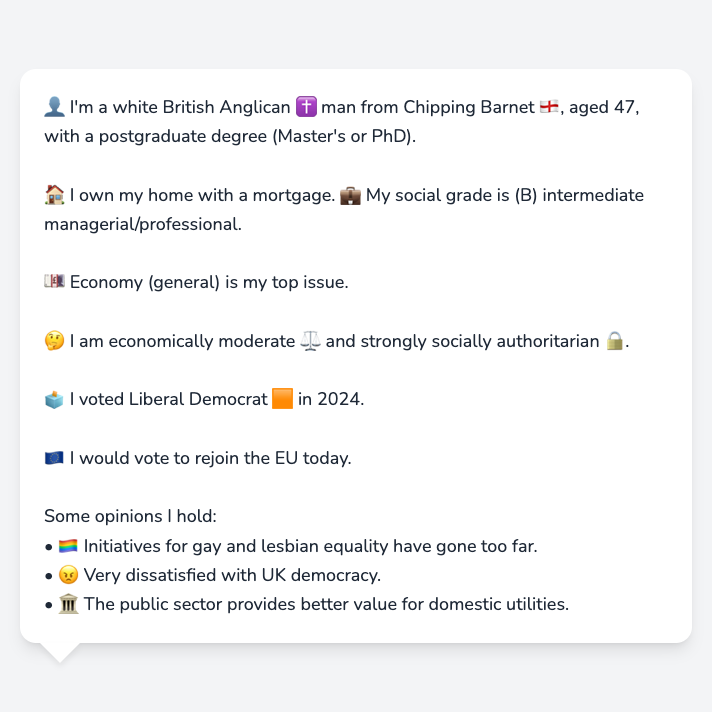 👤 I'm a white British Anglican ✝️ man from Chipping Barnet 🏴󠁧󠁢󠁥󠁮󠁧󠁿, aged 47,
with a postgraduate degree (Master's or PhD).
🏠 I own my home with a mortgage. 💼 My social grade is (B) intermediate
managerial/professional.
💷 Economy (general) is my top issue.
🤔 I am economically moderate ⚖️ and strongly socially authoritarian 🔒.
🗳️ I voted Liberal Democrat 🟧 in 2024.
🇪🇺 I would vote to rejoin the EU today.
Some opinions I hold:
• 🏳️‍🌈 Initiatives for gay and lesbian equality have gone too far.
• 😠 Very dissatisfied with UK democracy.
• 🏛️ The public sector provides better value for domestic utilities.